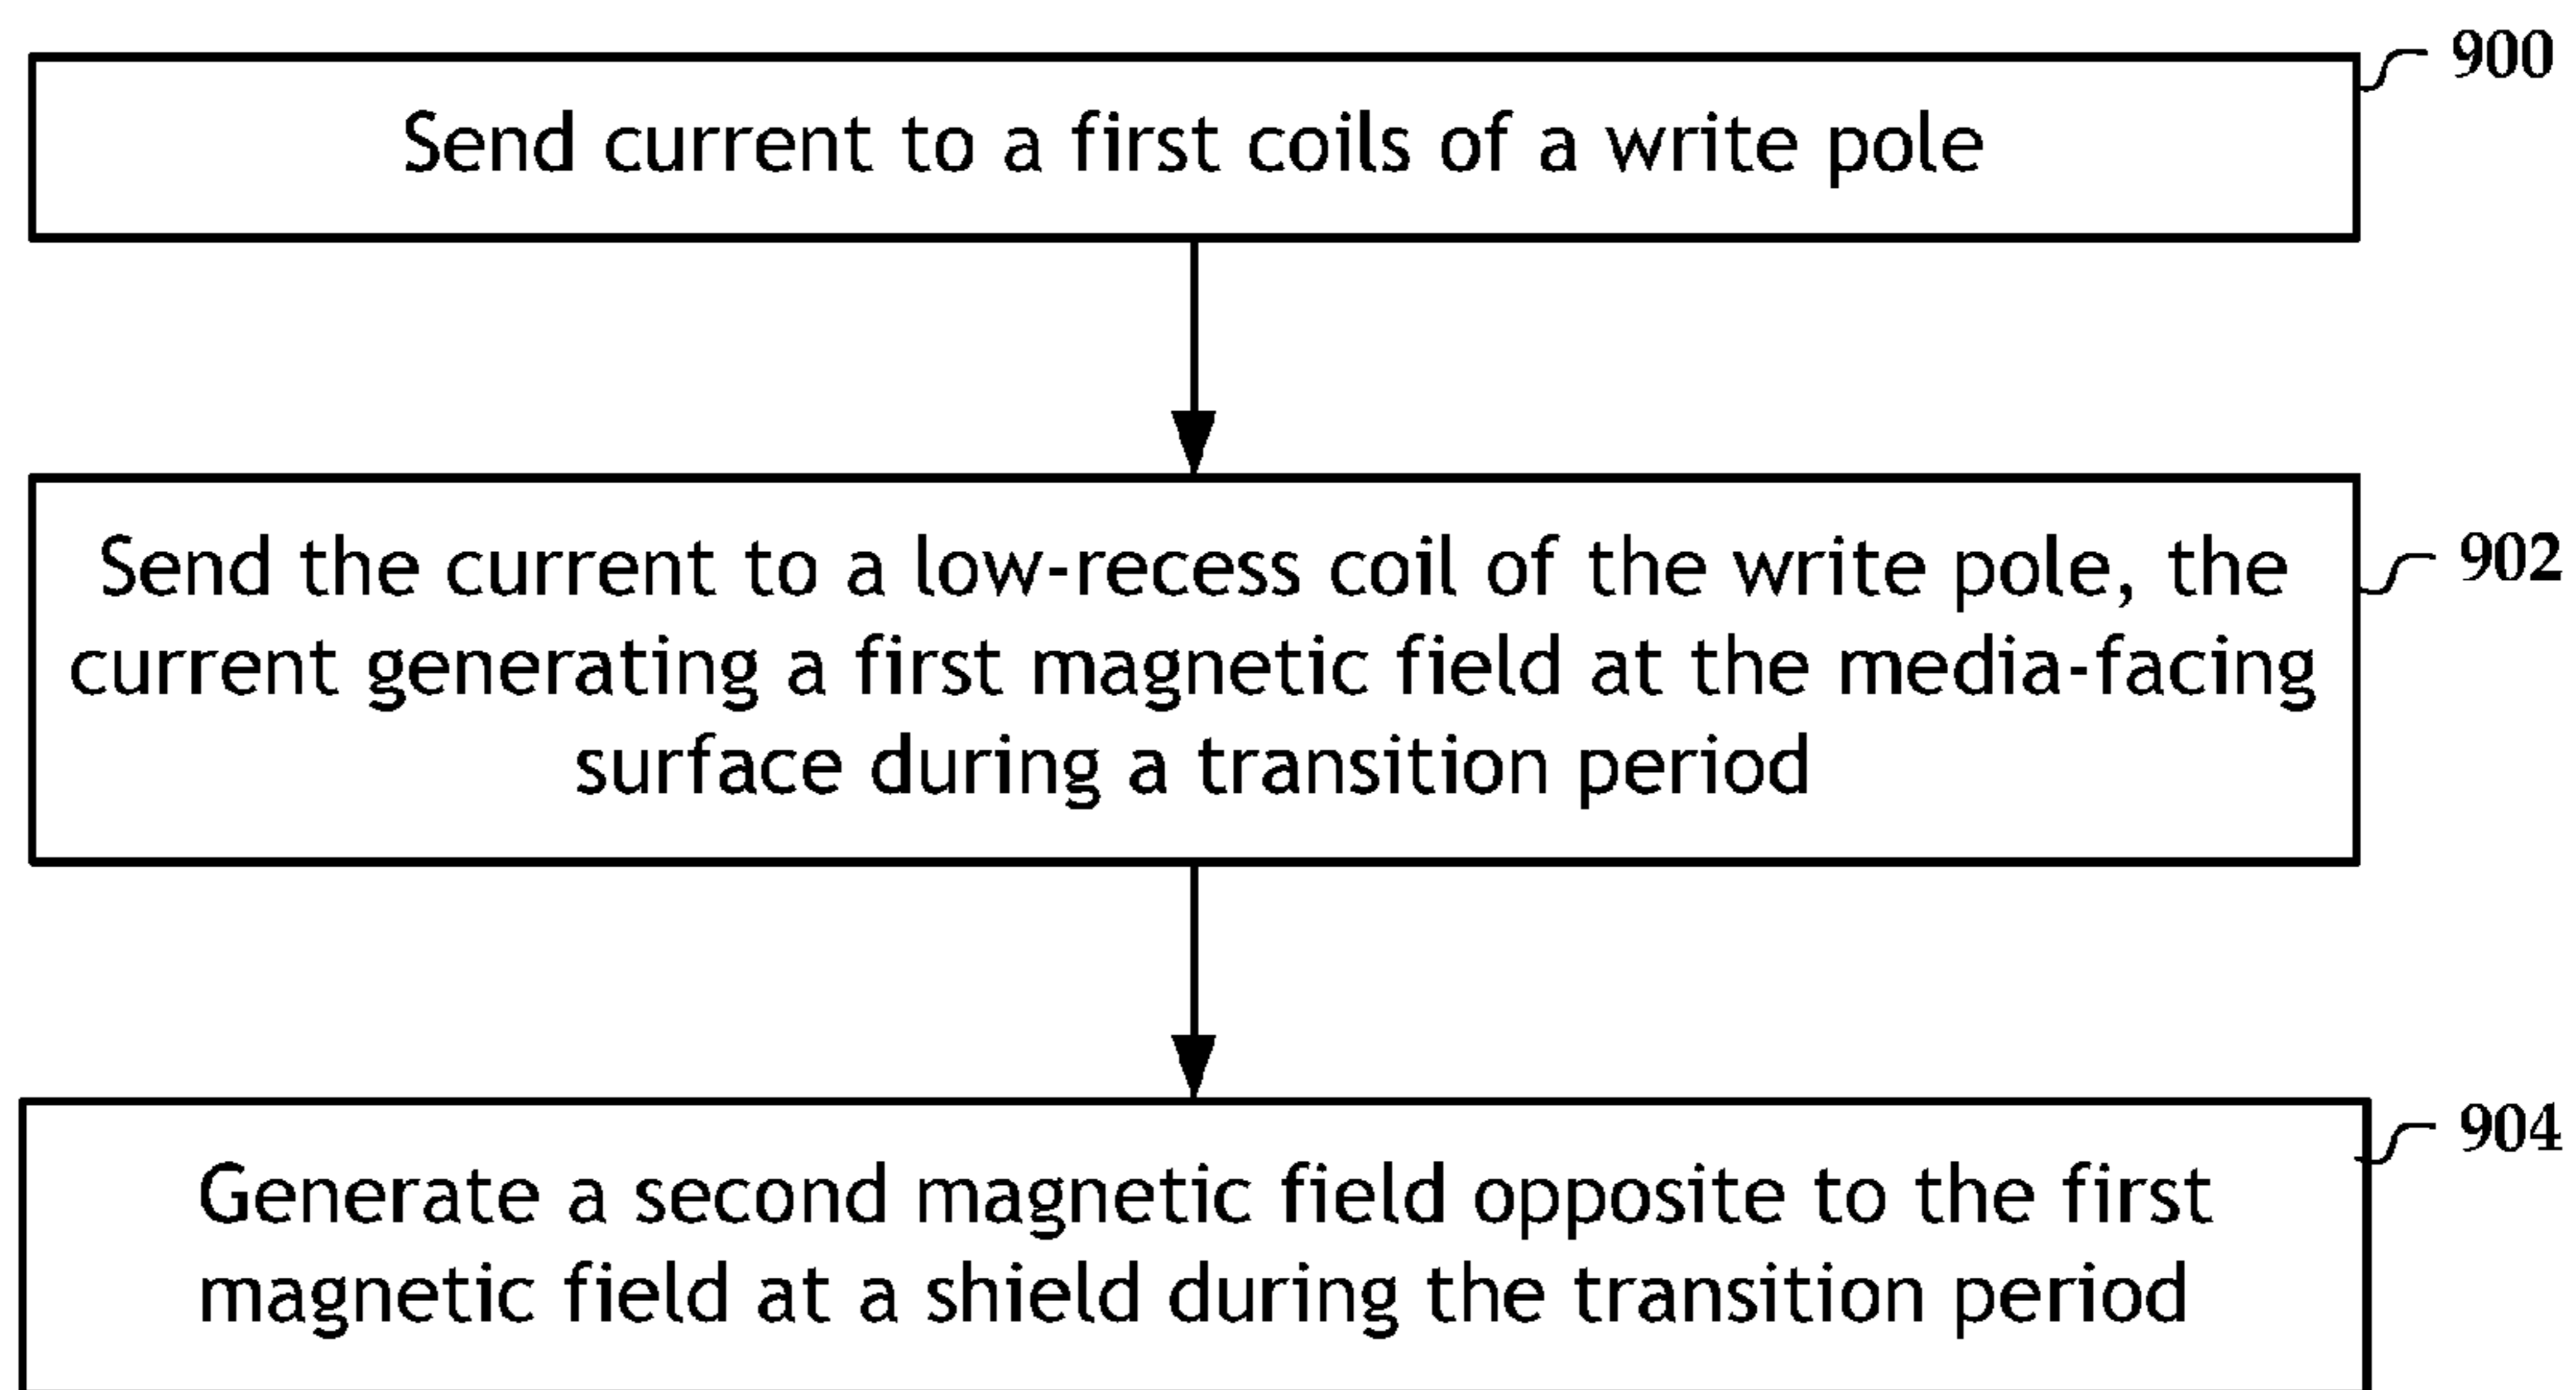 900
Send current to a first coils of a write pole
902
Send the current to a low-recess coil of the write pole, the
current generating a first magnetic field at the media-facing
surface during a transition period
904
Generate a second magnetic field opposite to the first
magnetic field at a shield during the transition period